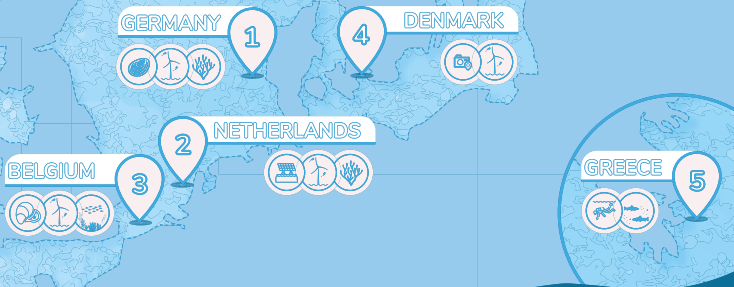 GERMANY 1
4 DENMARK
2 NETHERLANDS
BELGIUM 3
GREECE 5